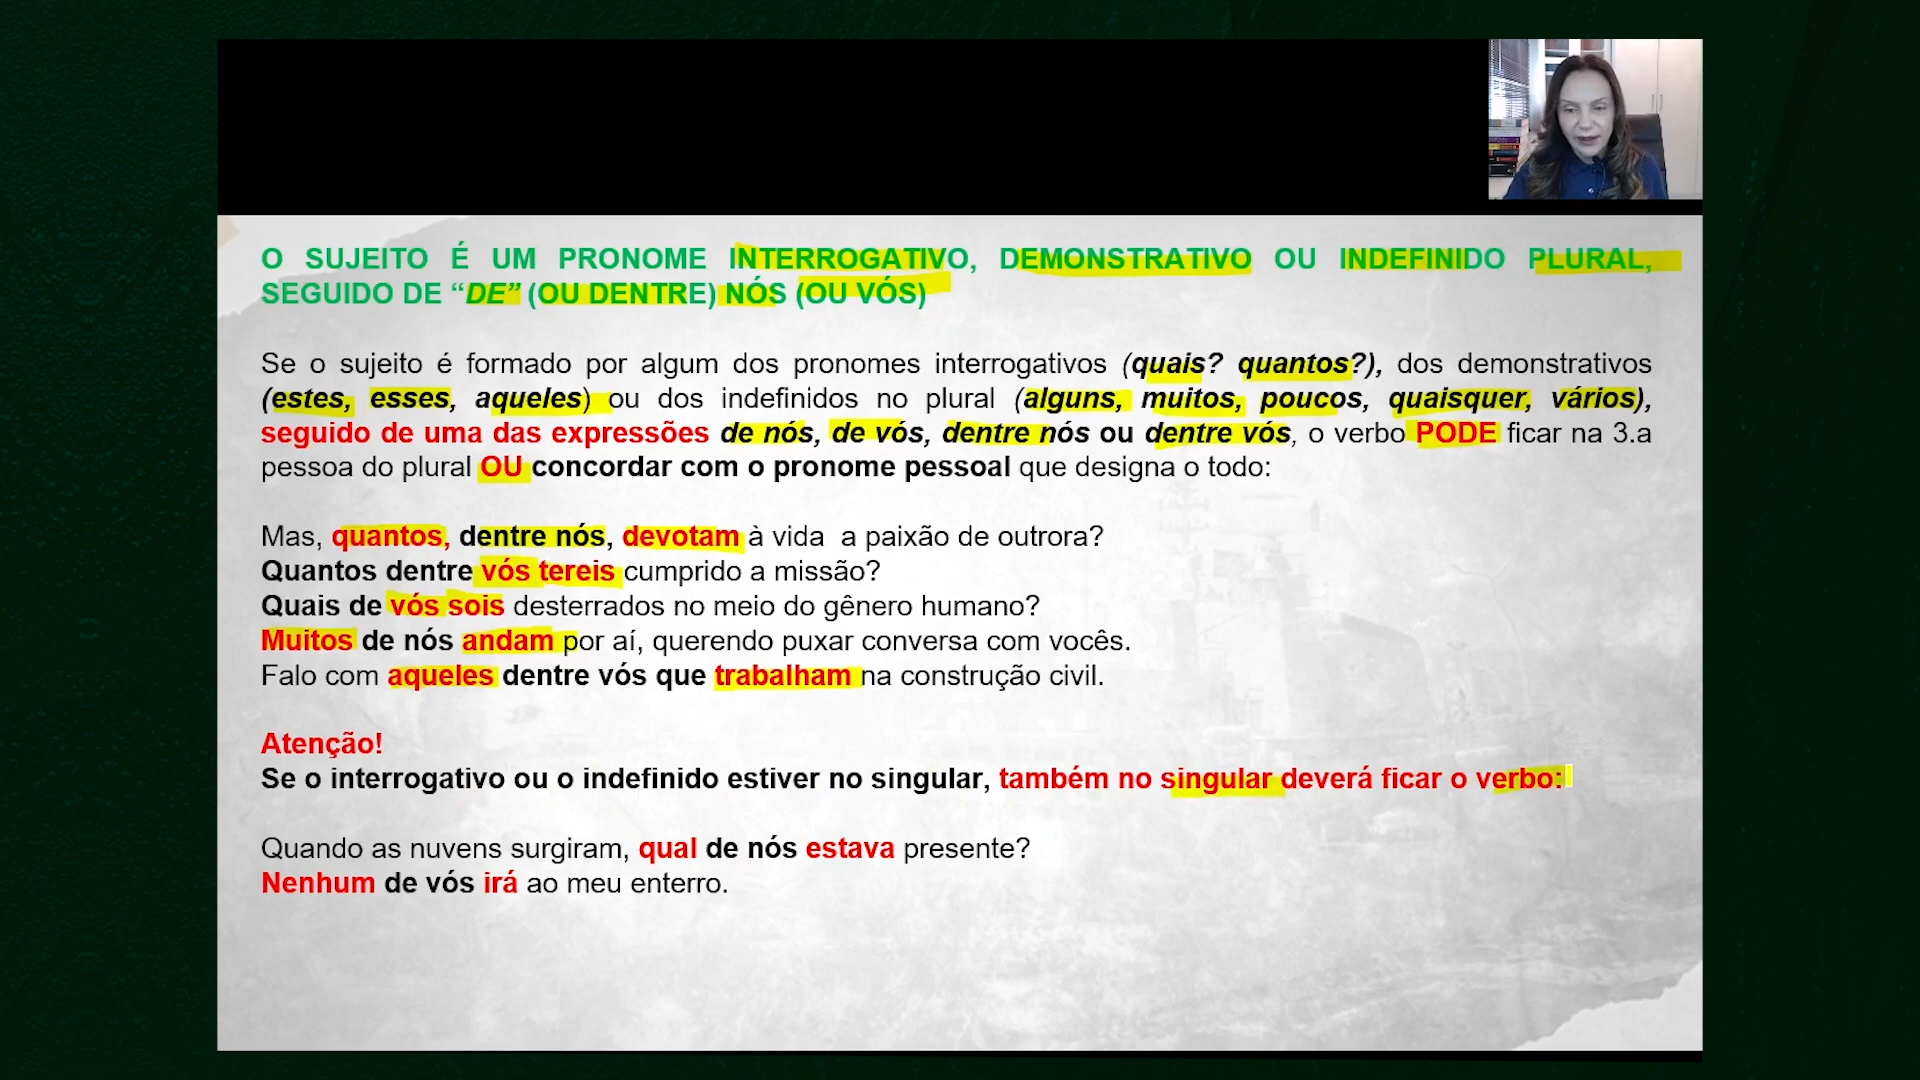 O SUJEITO É UM PRONOME INTERROGATIVO, DEMONSTRATIVO OU INDEFINIDO PLURAL,
SEGUIDO DE “DE” (OU DENTRE) NÓS (OU VÓS)
Se o sujeito é formado por algum dos pronomes interrogativos (quais? quantos?), dos demonstrativos
(estes, esses, aqueles) ou dos indefinidos no plural (alguns, muitos, poucos, quaisquer, vários),
seguido de uma das expressões de nós, de vós, dentre nós ou dentre vós, o verbo PODE ficar na 3.a
pessoa do plural OU concordar com o pronome pessoal que designa o todo:
Mas, quantos, dentre nós, devotam à vida a paixão de outrora?
Quantos dentre vós tereis cumprido a missão?
Quais de vós sois desterrados no meio do gênero humano?
Muitos de nós andam por aí, querendo puxar conversa com vocês.
Falo com aqueles dentre vós que trabalham na construção civil.
Atenção!
Se o interrogativo ou o indefinido estiver no singular, também no singular deverá ficar o verbo:
Quando as nuvens surgiram, qual de nós estava presente?
Nenhum de vós irá ao meu enterro.